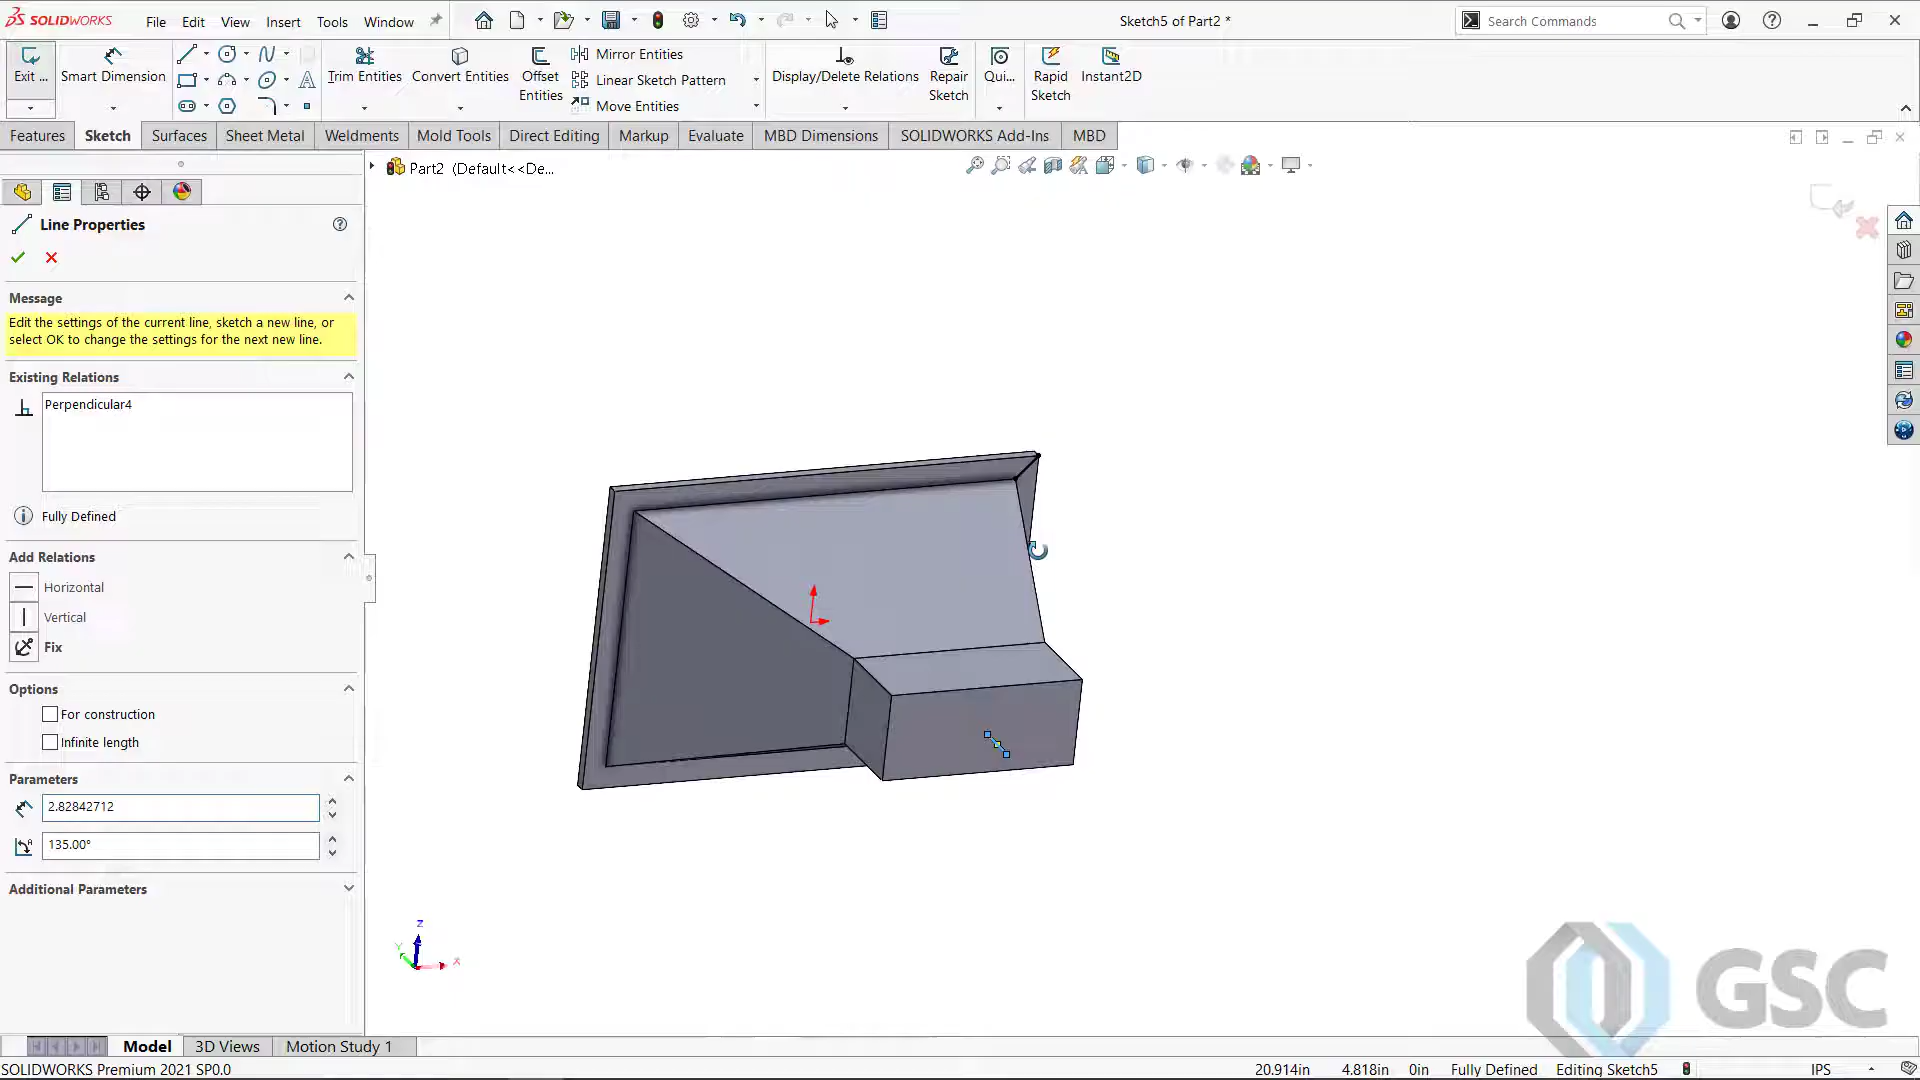 SOLIDWORKS File Edit View Insert Tools Window Sketch5 of Part2 * Search Commands
Exit ... Smart Dimension Trim Entities Convert Entities Offset Entities Mirror Entities Linear Sketch Pattern Move Entities Display/Delete Relations Repair Sketch Qui... Rapid Sketch Instant2D
Features Sketch Surfaces Sheet Metal Weldments Mold Tools Direct Editing Markup Evaluate MBD Dimensions SOLIDWORKS Add-Ins MBD
Part2 (Default<<De...
Line Properties
Message
Edit the settings of the current line, sketch a new line, or
select OK to change the settings for the next new line.
Existing Relations
Perpendicular4
Fully Defined
Add Relations
Horizontal
Vertical
Fix
Options
For construction
Infinite length
Parameters
2.82842712
135.00°
Additional Parameters
Z
Y
X
GSC
Model 3D Views Motion Study 1
SOLIDWORKS Premium 2021 SP0.0 20.914in 4.818in 0in Fully Defined Editing Sketch5 IPS